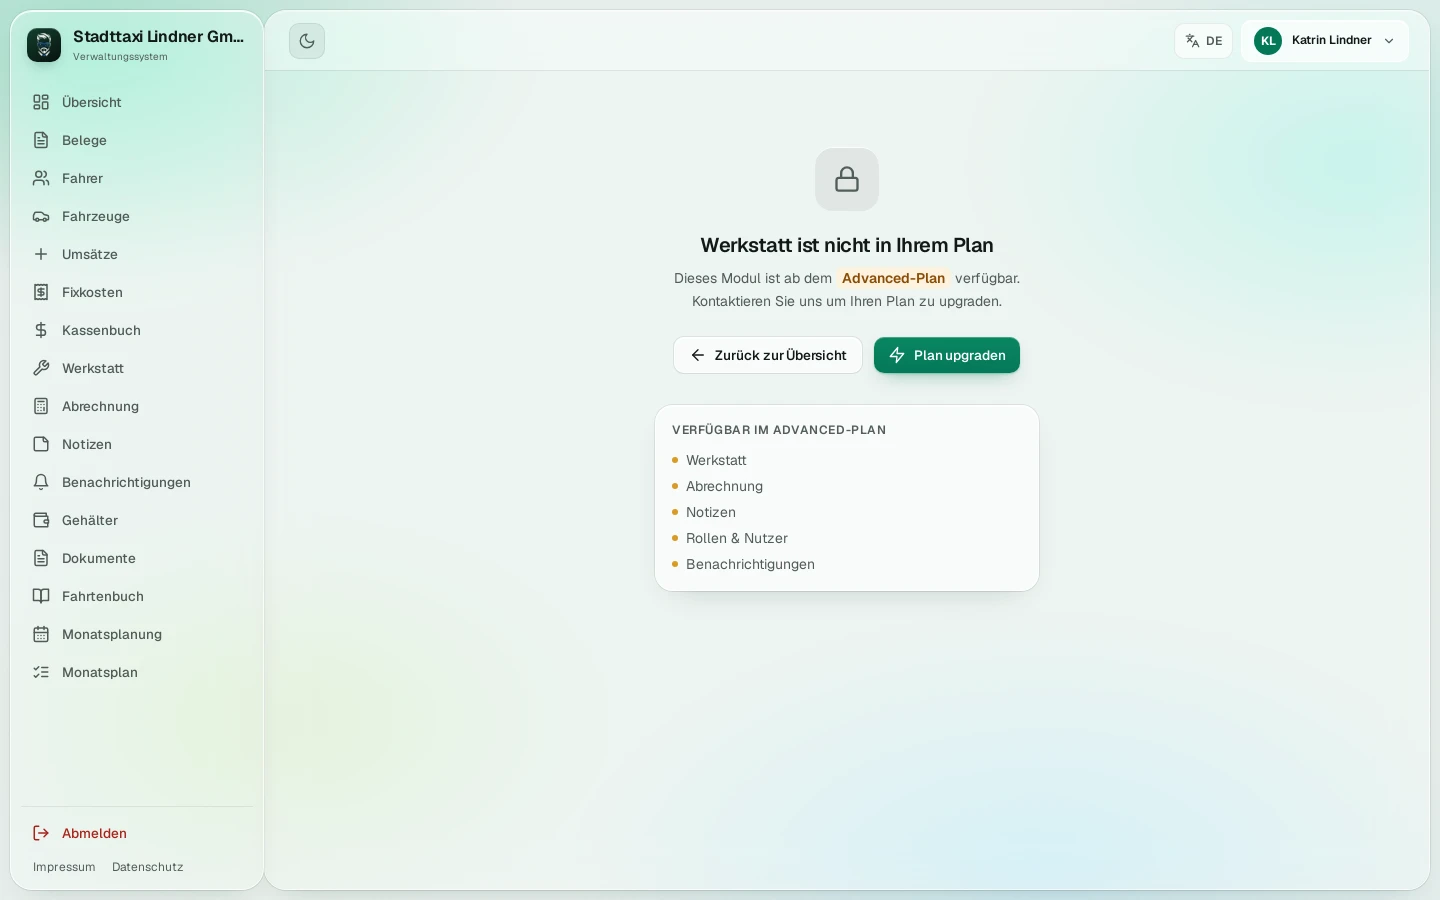 Stadttaxi Lindner Gm...
Verwaltungssystem
Übersicht
Belege
Fahrer
Fahrzeuge
Umsätze
Fixkosten
Kassenbuch
Werkstatt
Abrechnung
Notizen
Benachrichtigungen
Gehälter
Dokumente
Fahrtenbuch
Monatsplanung
Monatsplan
Abmelden
Impressum Datenschutz
DE
KL Katrin Lindner
Werkstatt ist nicht in Ihrem Plan
Dieses Modul ist ab dem Advanced-Plan verfügbar.
Kontaktieren Sie uns um Ihren Plan zu upgraden.
Zurück zur Übersicht
Plan upgraden
VERFÜGBAR IM ADVANCED-PLAN
Werkstatt
Abrechnung
Notizen
Rollen & Nutzer
Benachrichtigungen